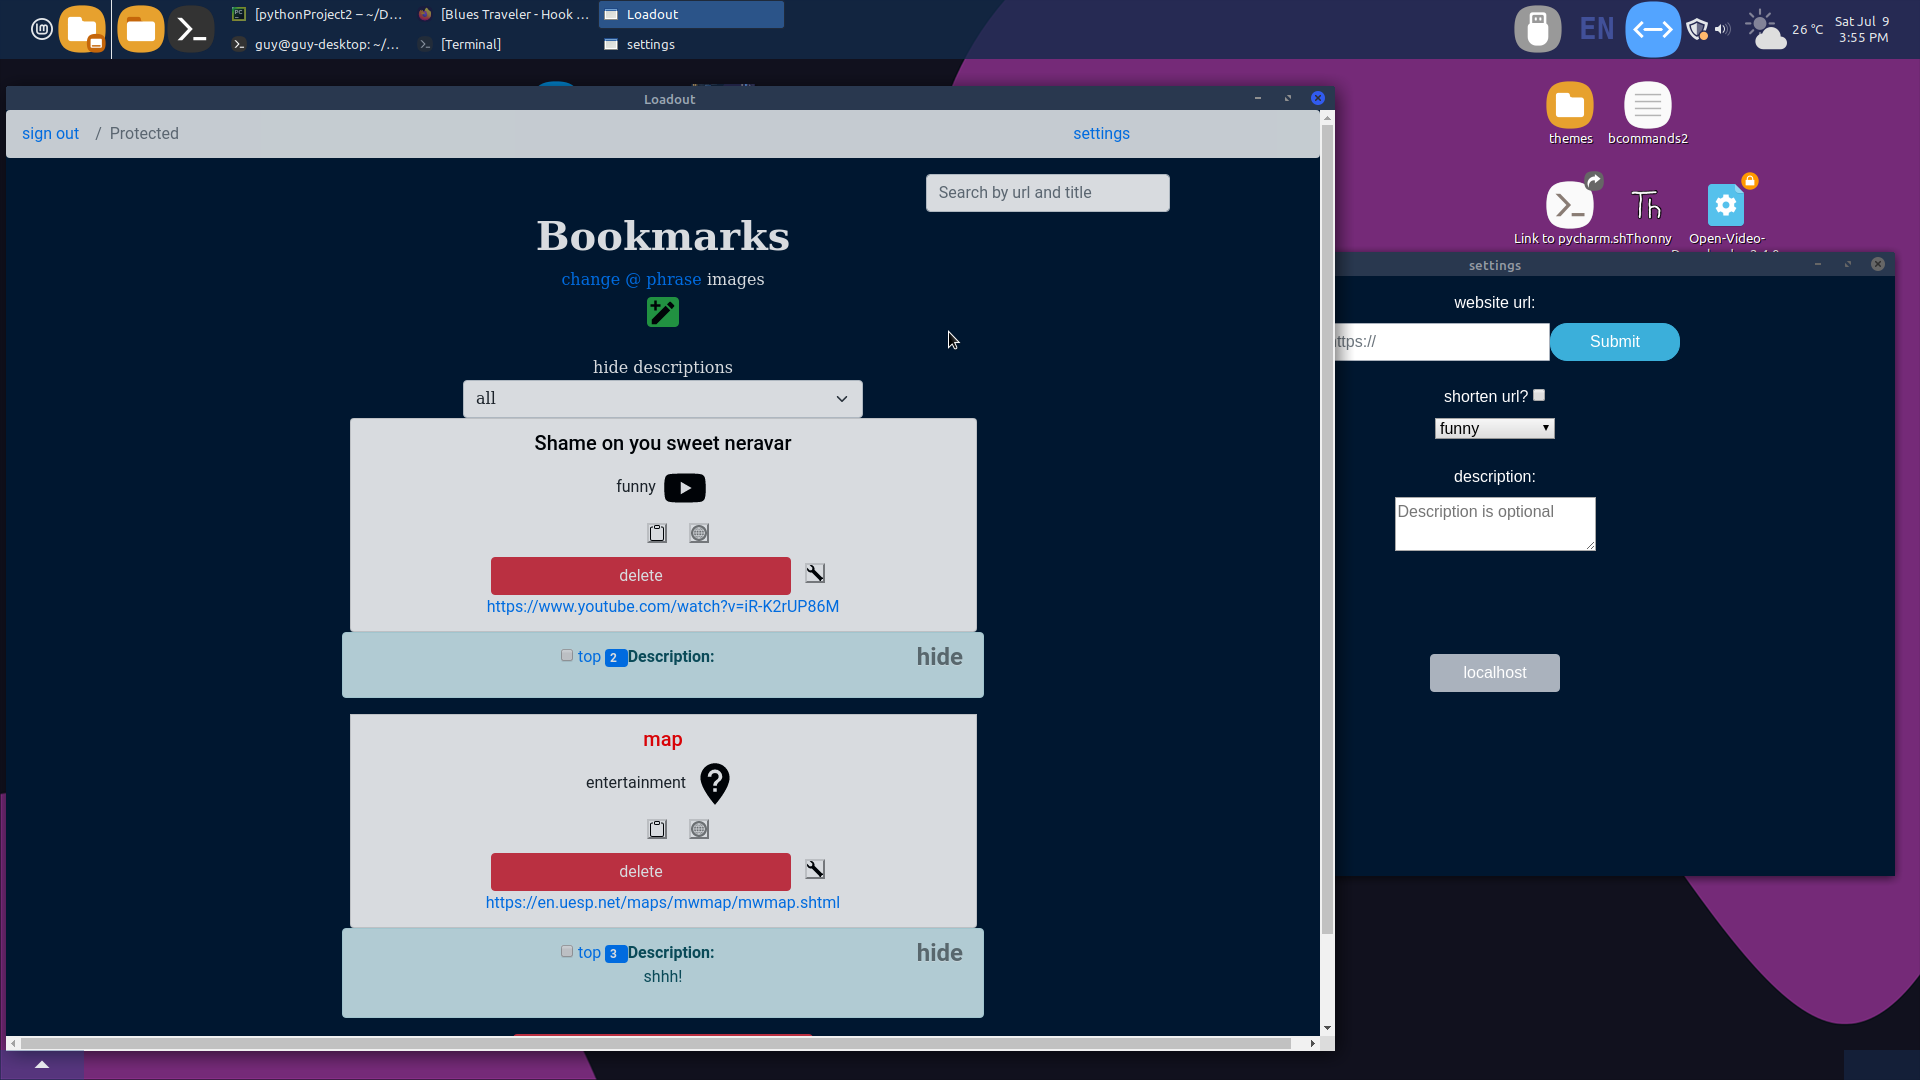 [pythonProject2 – ~/D...
[Blues Traveler - Hook ...
Loadout
guy@guy-desktop: ~/...
[Terminal]
settings
EN
26 °C
Sat Jul 9
3:55 PM
themes
bcommands2
Link to pycharm.sh
Thonny
Open-Video-
Loadout
sign out / Protected
settings
Search by url and title
Bookmarks
change @ phrase images
hide descriptions
all
Shame on you sweet neravar
funny
delete
https://www.youtube.com/watch?v=iR-K2rUP86M
top 2 Description:
hide
map
entertainment
delete
https://en.uesp.net/maps/mwmap/mwmap.shtml
top 3 Description:
hide
shhh!
settings
website url:
ttps://
Submit
shorten url?
funny
description:
Description is optional
localhost